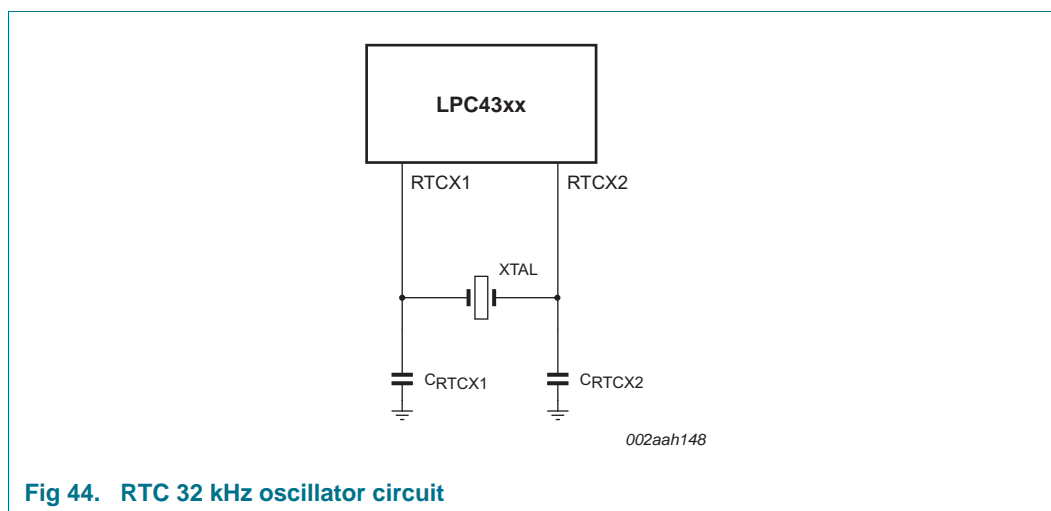 LPC43xx
RTCX1 RTCX2
XTAL
CRTCX1 CRTCX2
002aah148
Fig 44. RTC 32 kHz oscillator circuit